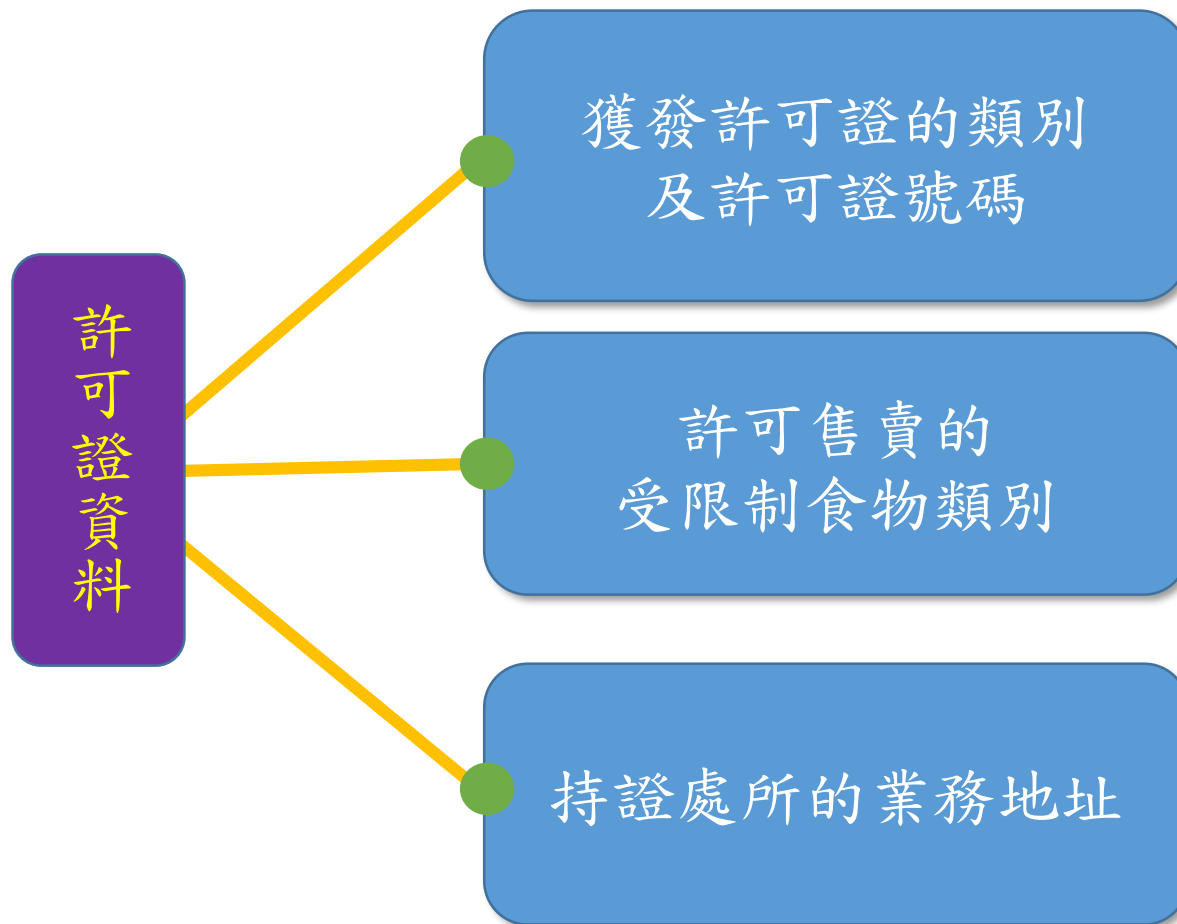 許可證資料
獲發許可證的類別
及許可證號碼
許可售賣的
受限制食物類別
持證處所的業務地址